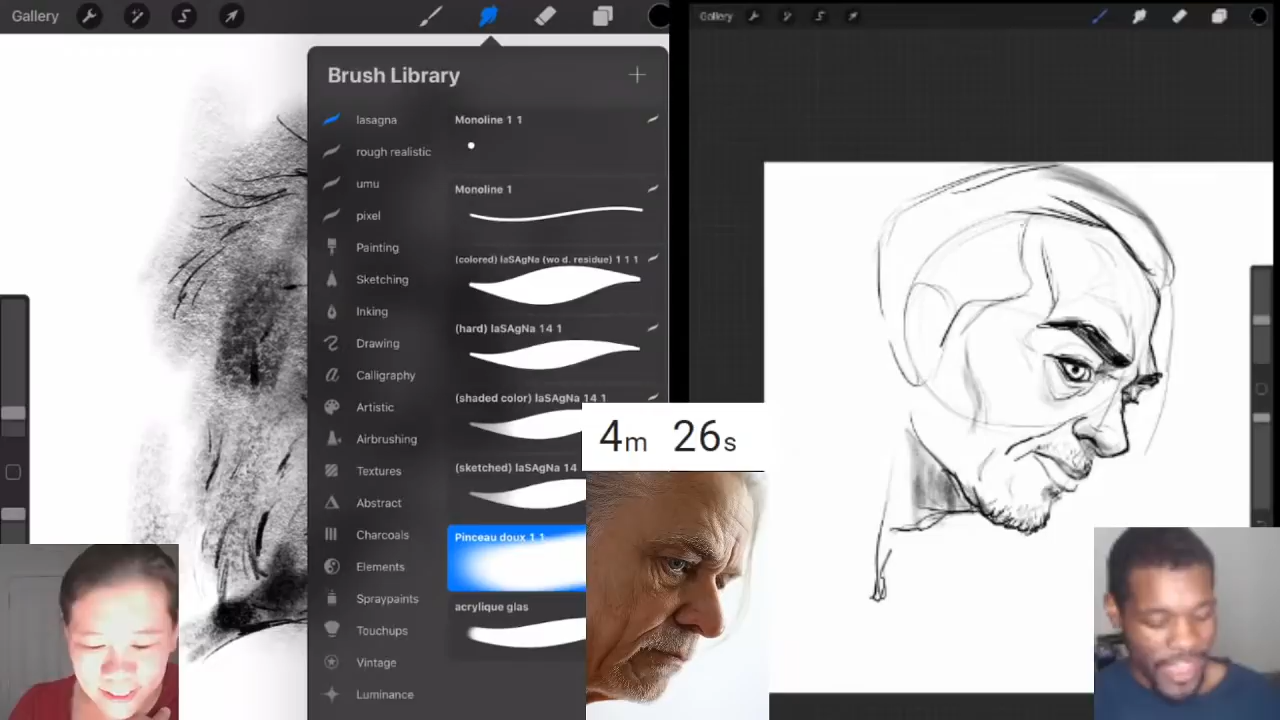 Gallery
Brush Library
lasagna
rough realistic
umu
pixel
Painting
Sketching
Inking
Drawing
Calligraphy
Artistic
Airbrushing
Textures
Abstract
Charcoals
Elements
Spraypaints
Touchups
Vintage
Luminance
Monoline 1 1
Monoline 1
(colored) laSAgNa (wo d. residue) 1 1 1
(hard) laSAgNa 14 1
(shaded color) laSAgNa 14 1
(sketched) laSAgNa 14
Pinceau doux 1 1
acrylique glas
4m 26s
Gallery